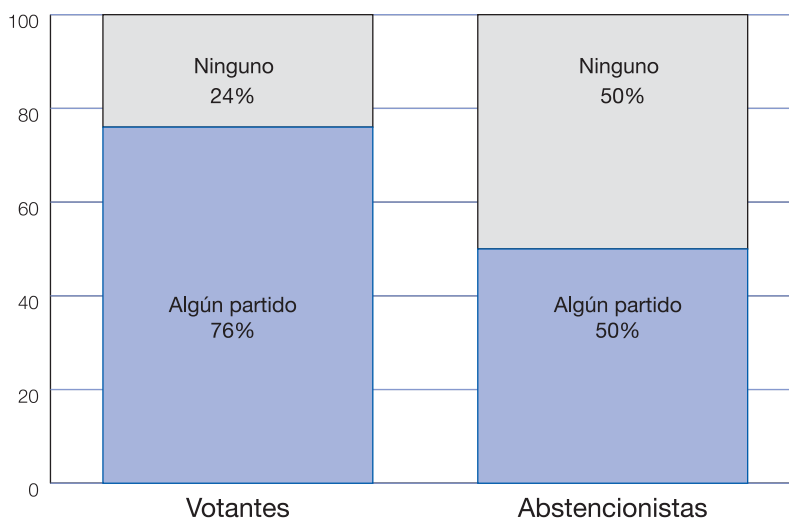 100
80
60
40
20
0
Ninguno
24%
Algún partido
76%
Ninguno
50%
Algún partido
50%
Votantes
Abstencionistas